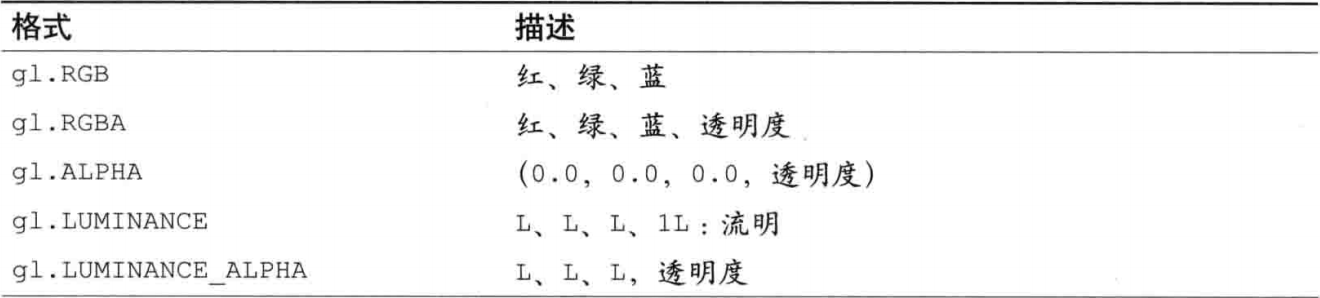 格式 描述
gl.RGB 红、绿、蓝
gl.RGBA 红、绿、蓝、透明度
gl.ALPHA (0.0, 0.0, 0.0, 透明度)
gl.LUMINANCE L、L、L、1L:流明
gl.LUMINANCE_ALPHA L、L、L, 透明度